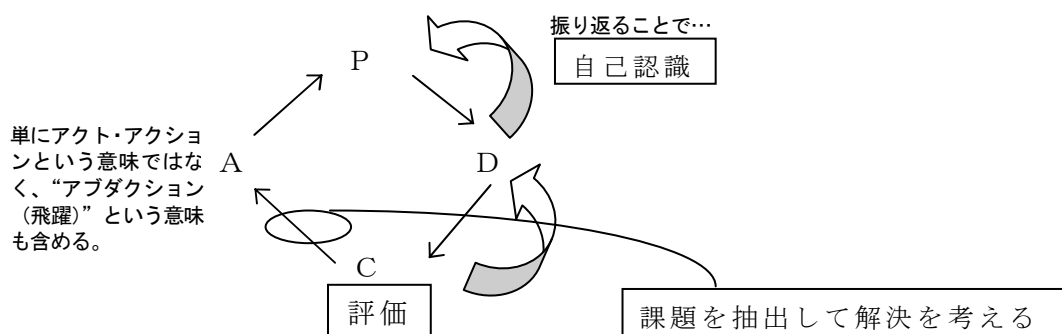 振り返ることで…
自己認識
P
単にアクト・アクショ
ンという意味ではな
く、“アブダクション
（飛躍）”という意味
も含める。
A
D
C
評価
課題を抽出して解決を考える